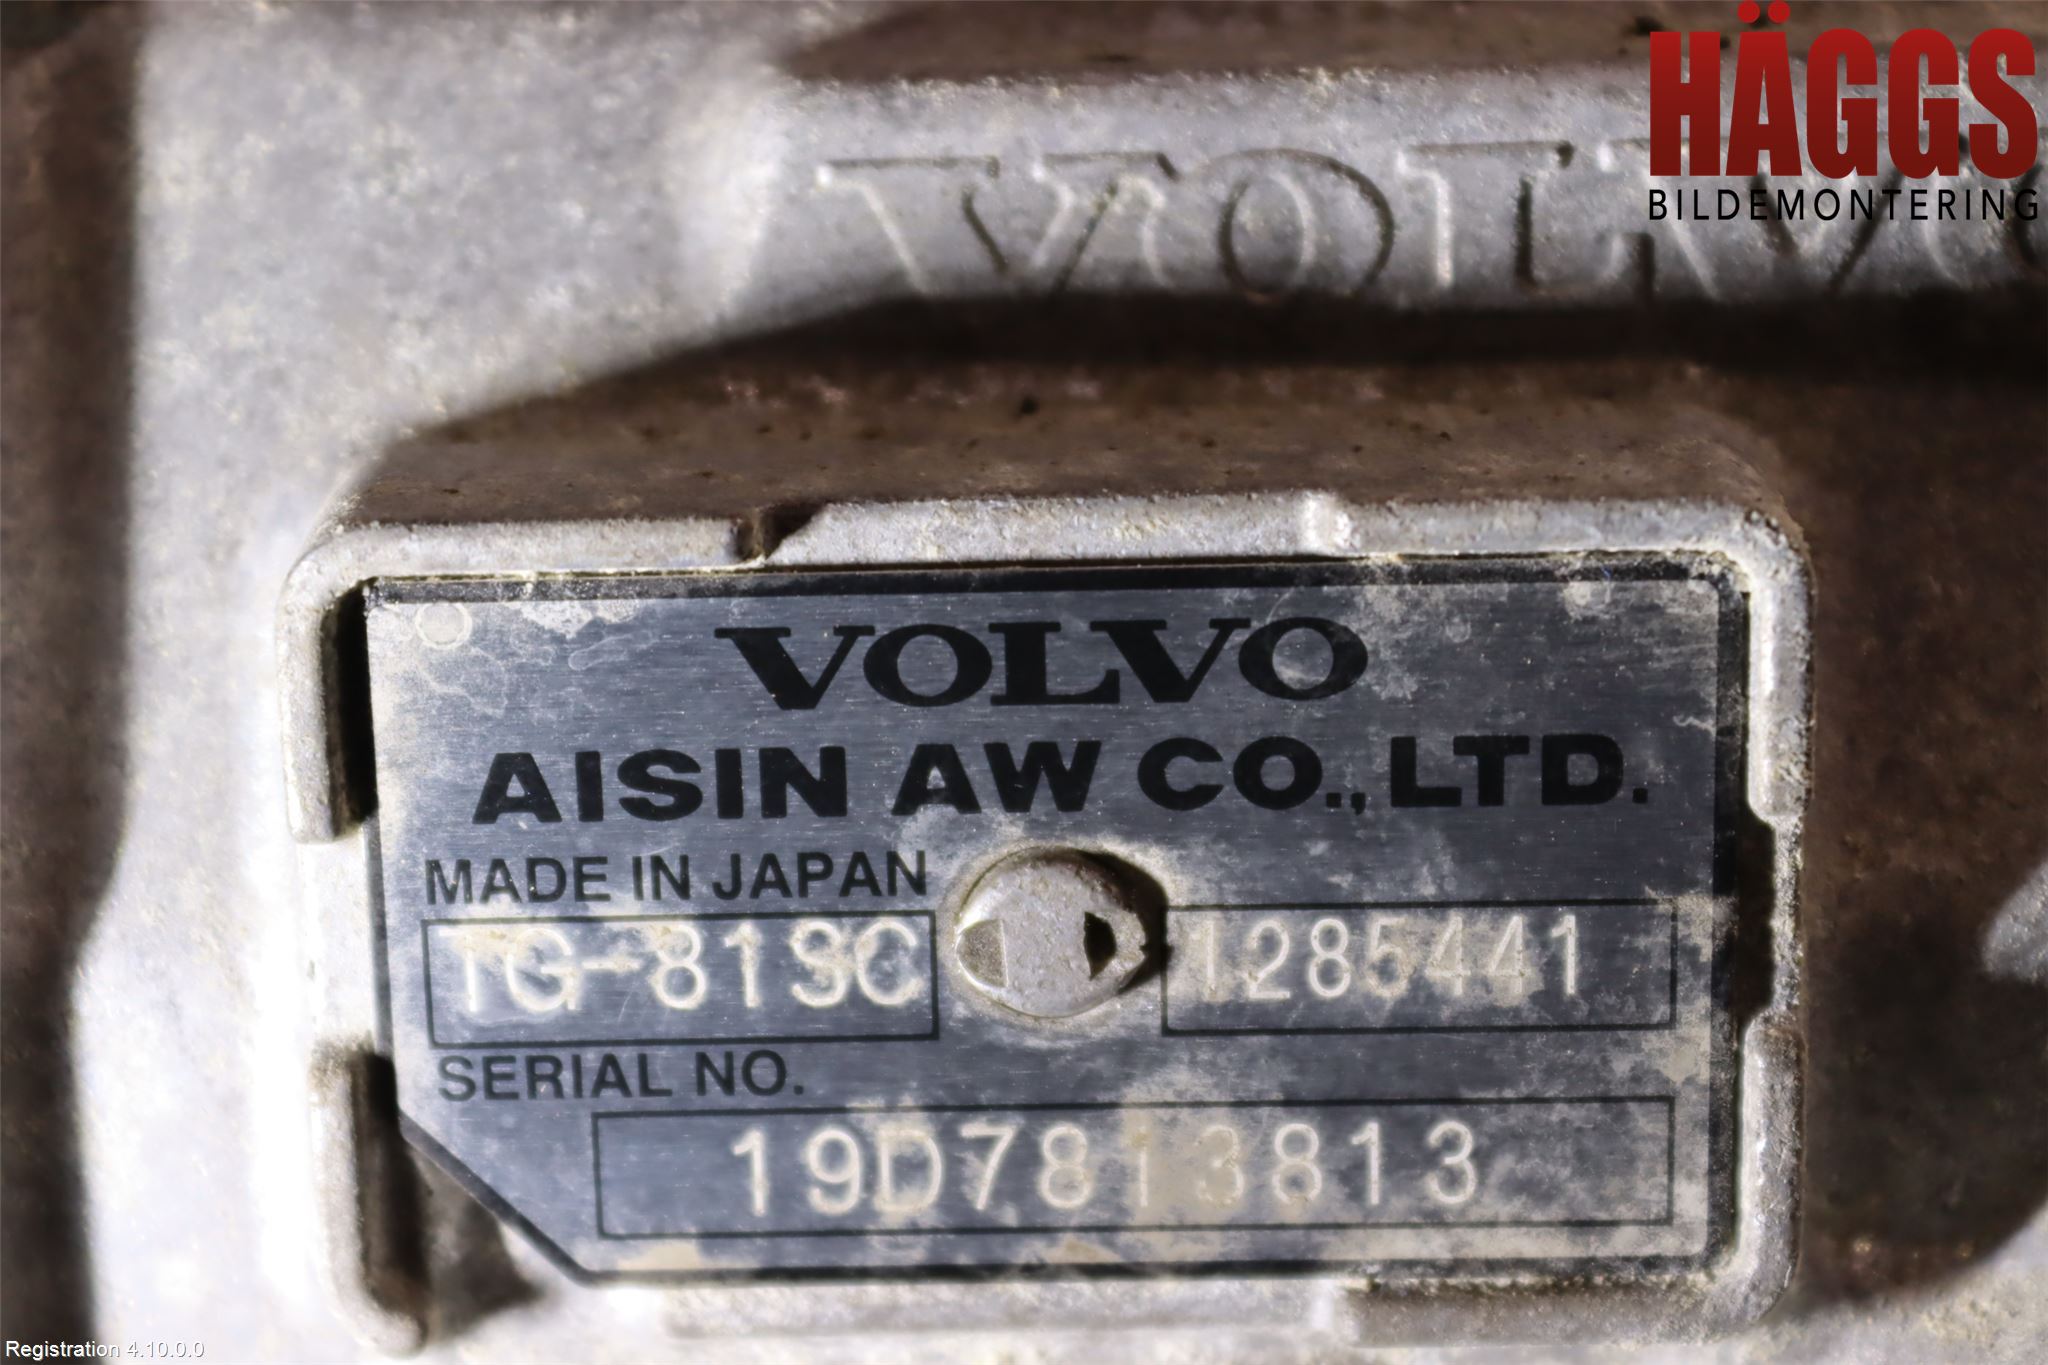 HÄGGS
BILDEMONTERING
VOLVO
VOLVO
AISIN AW CO., LTD.
MADE IN JAPAN
TG-81SC 1285441
SERIAL NO.
19D7813813
Registration 4.10.0.0